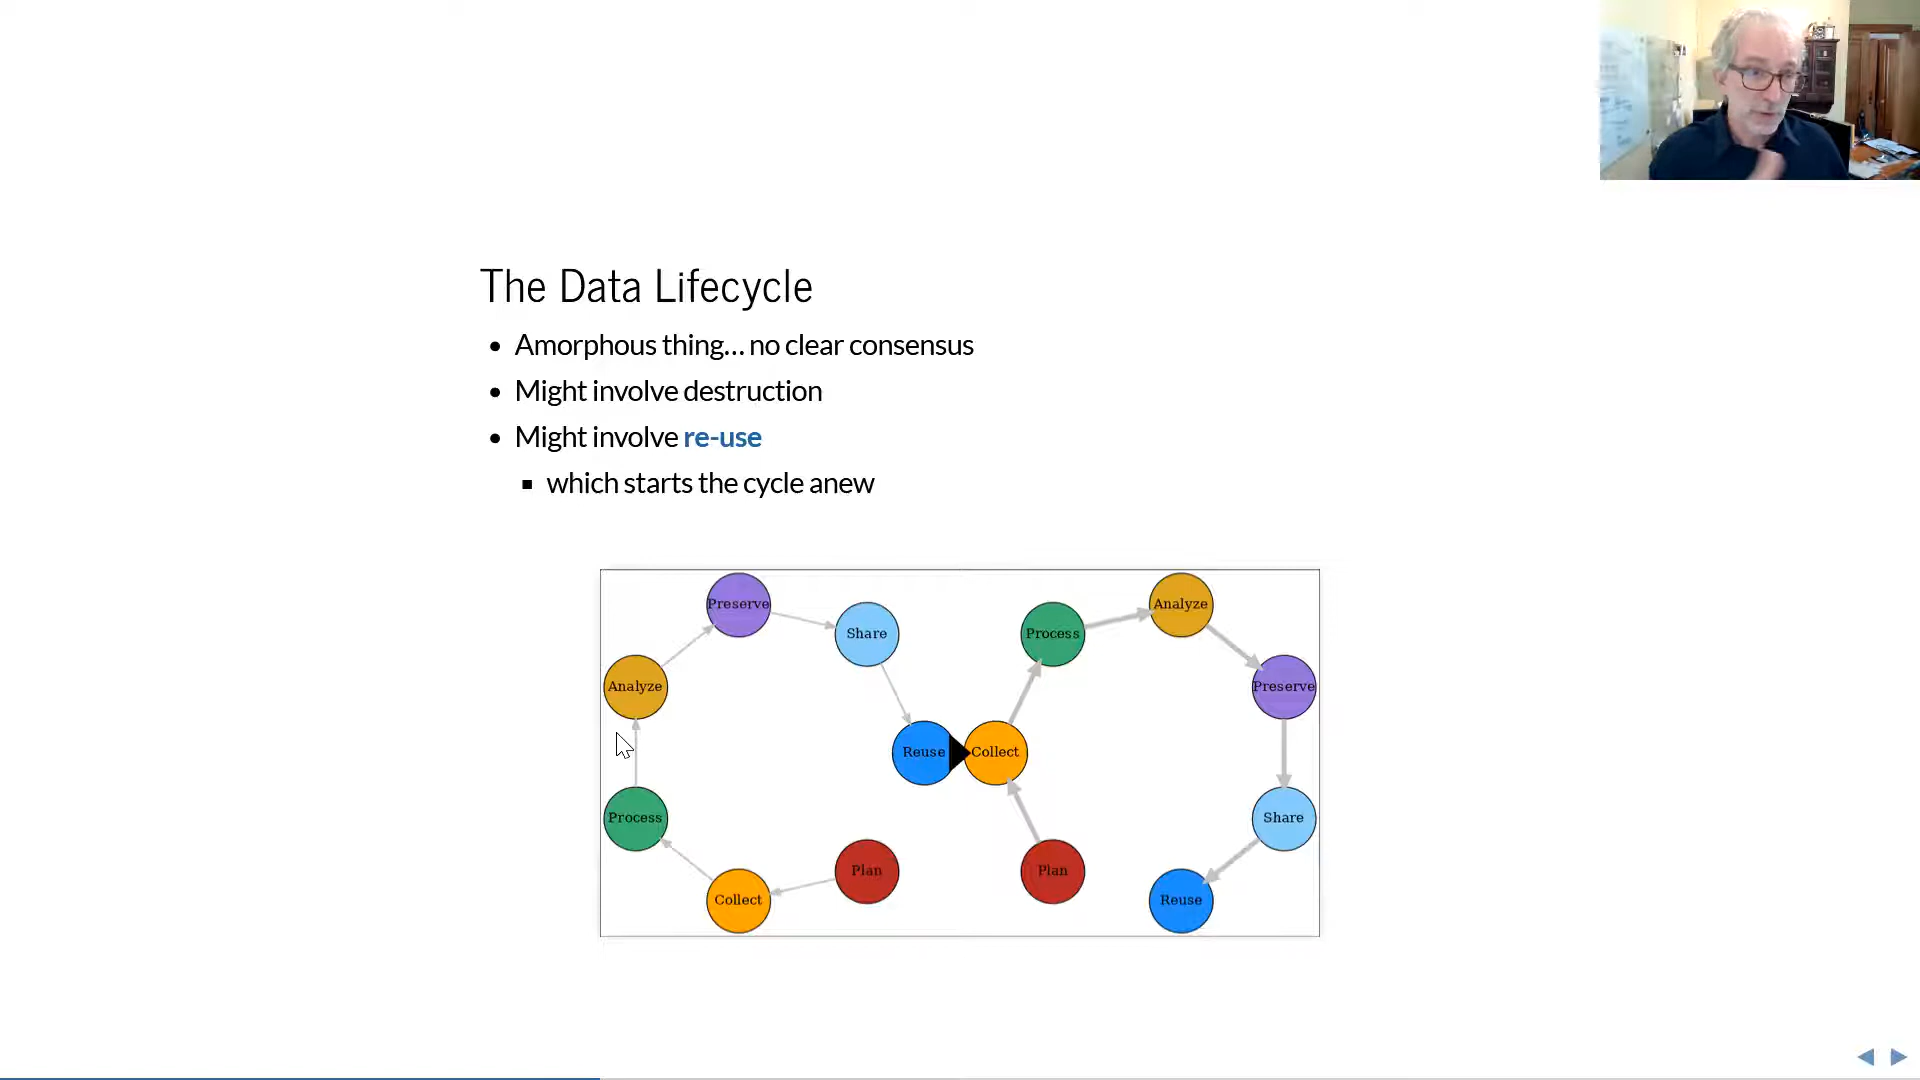 The Data Lifecycle
Amorphous thing... no clear consensus
Might involve destruction
Might involve re-use
which starts the cycle anew
Preserve
Share
Analyze
Reuse
Process
Collect
Plan
Process
Analyze
Preserve
Collect
Share
Plan
Reuse